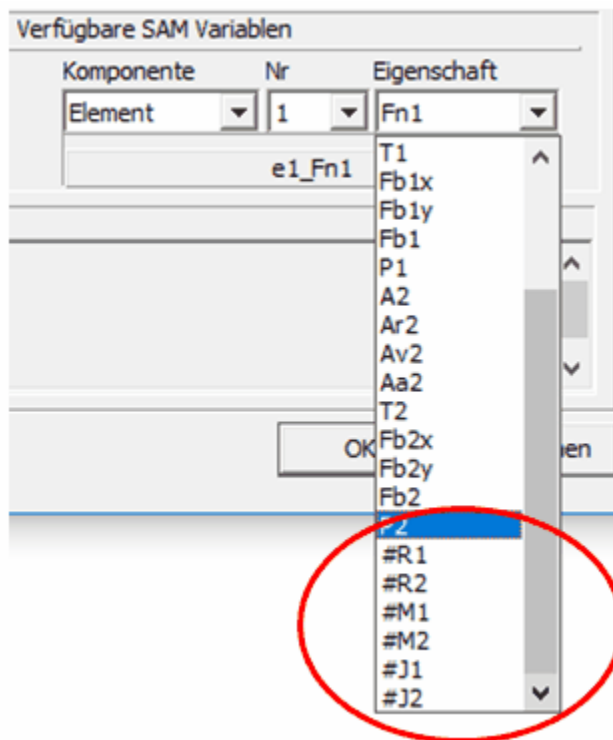 Verfügbare SAM Variablen
Komponente Nr Eigenschaft
Element 1 Fn1
e1_Fn1
T1
Fb1x
Fb1y
Fb1
P1
A2
Ar2
Av2
Aa2
T2
Fb2x
Fb2y
Fb2
P2
#R1
#R2
#M1
#M2
#J1
#J2
OK
en